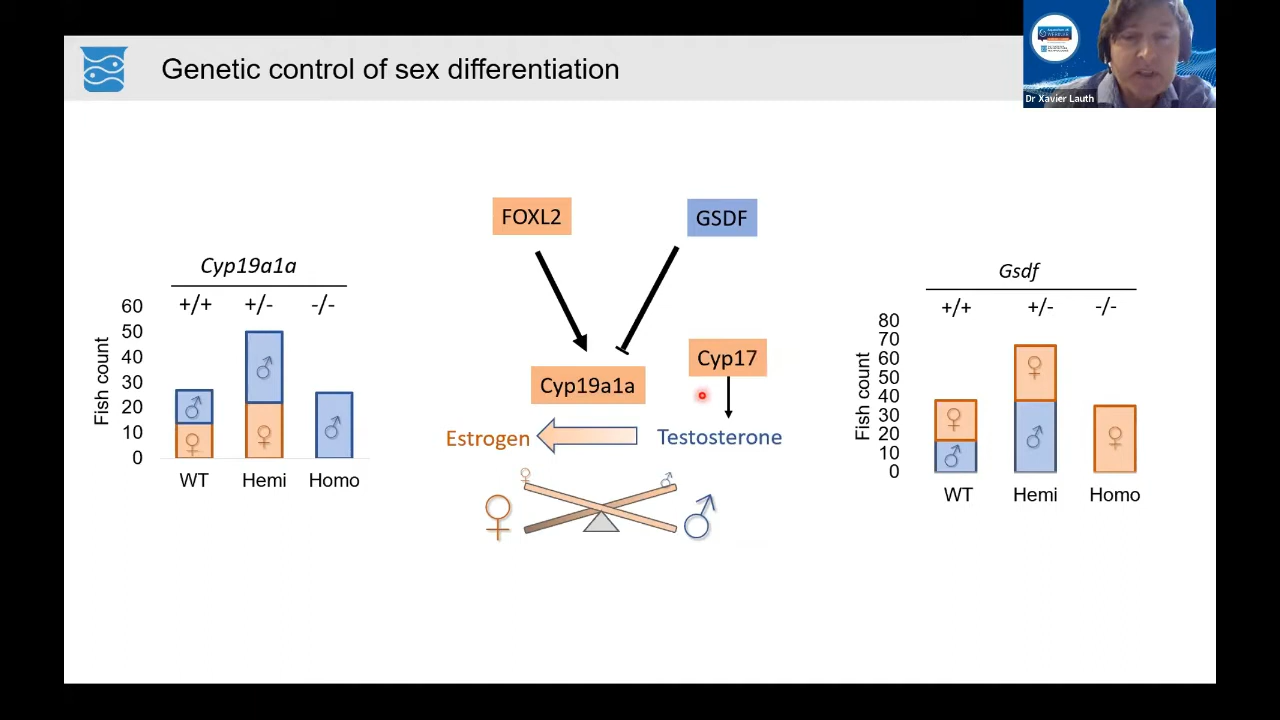 Genetic control of sex differentiation
Dr Xavier Lauth
FOXL2
GSDF
Cyp19a1a
+/+ +/- -/-
60
50
40
30
20
10
0
Fish count
WT Hemi Homo
Cyp17
Cyp19a1a
Estrogen
Testosterone
Gsdf
+/+ +/- -/-
80
70
60
50
40
30
20
10
0
Fish count
WT Hemi Homo